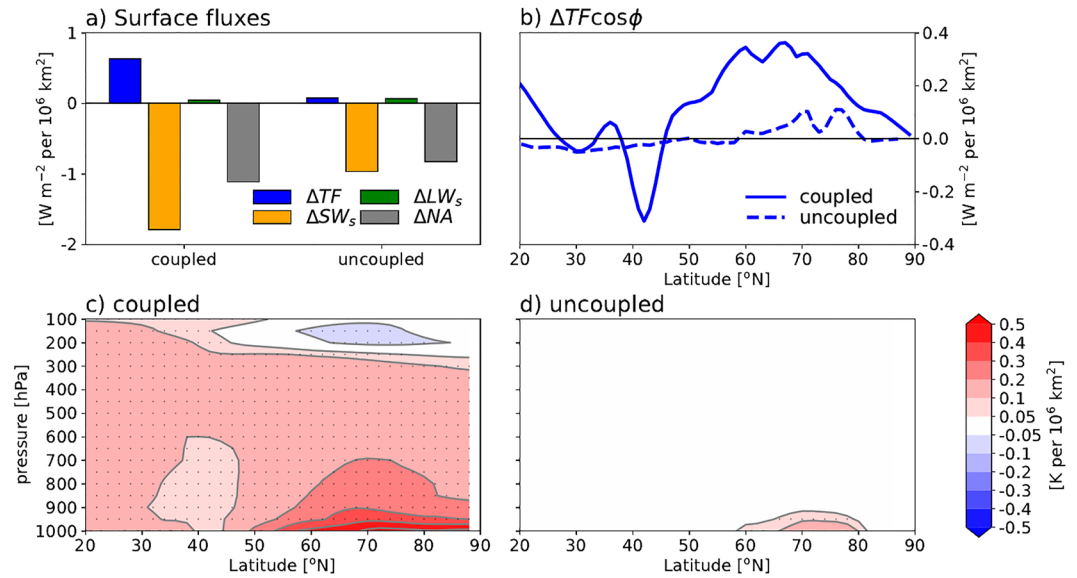 a) Surface fluxes
[W m⁻² per 10⁶ km²]
1
0
-1
-2
ΔTF
ΔLWₛ
ΔSWₛ
ΔNA
coupled
uncoupled
b) ΔTFcosϕ
0.4
0.2
0.0
-0.2
-0.4
[W m⁻² per 10⁶ km²]
coupled
uncoupled
20 30 40 50 60 70 80 90
Latitude [°N]
c) coupled
pressure [hPa]
100
200
300
400
500
600
700
800
900
1000
20 30 40 50 60 70 80 90
Latitude [°N]
d) uncoupled
20 30 40 50 60 70 80 90
Latitude [°N]
0.5
0.4
0.3
0.2
0.1
0.05
-0.05
-0.1
-0.2
-0.3
-0.4
-0.5
[K per 10⁶ km²]